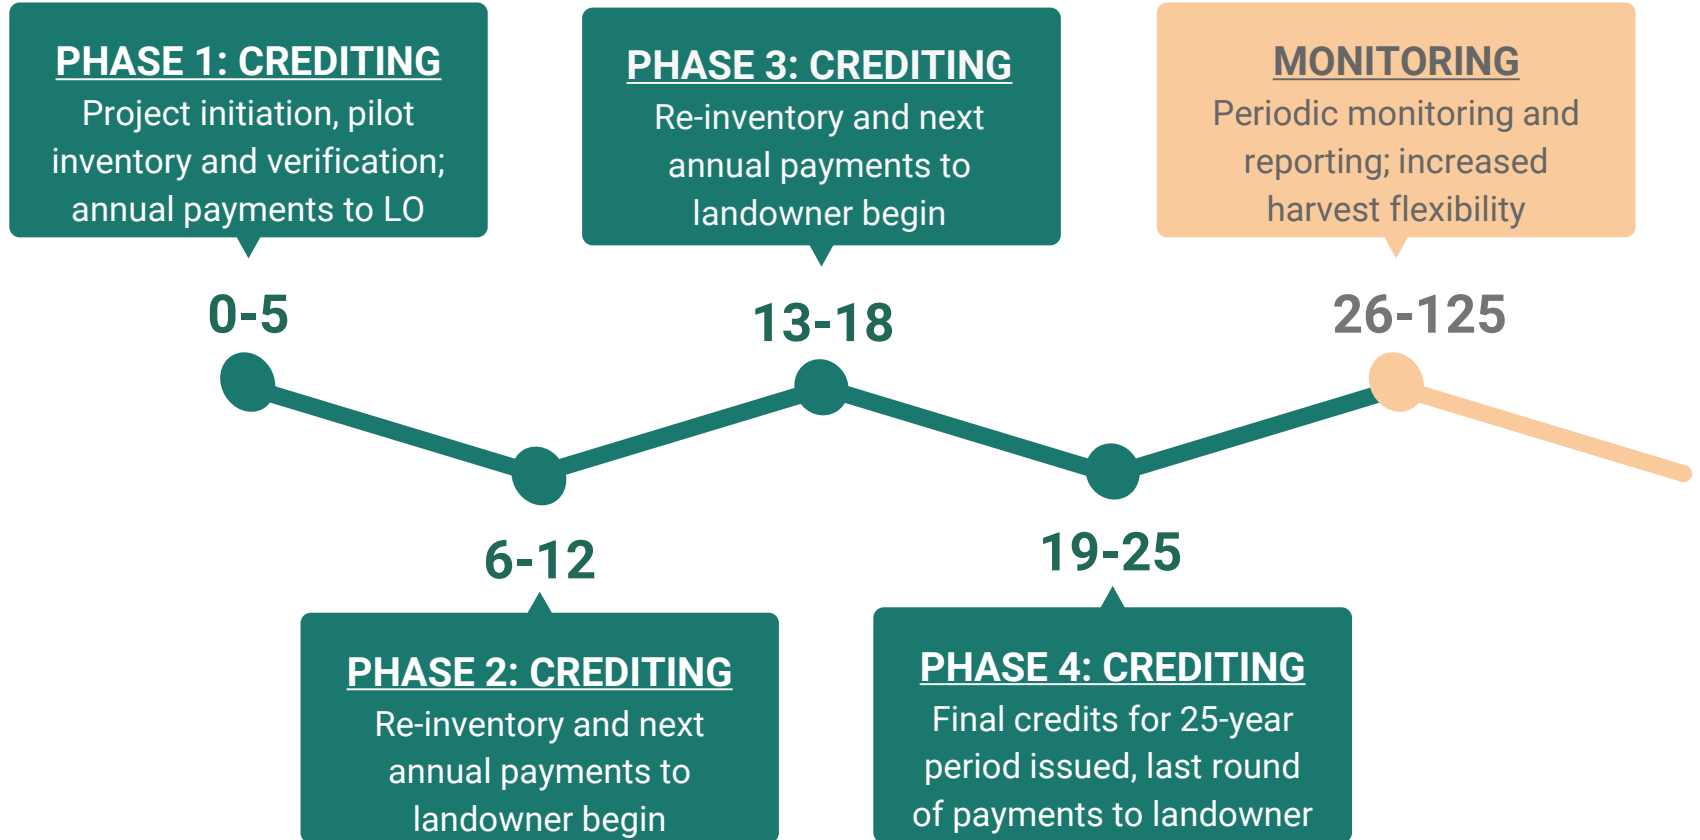 PHASE 1: CREDITING
Project initiation, pilot
inventory and verification;
annual payments to LO
0-5
6-12
PHASE 2: CREDITING
Re-inventory and next
annual payments to
landowner begin
PHASE 3: CREDITING
Re-inventory and next
annual payments to
landowner begin
13-18
19-25
PHASE 4: CREDITING
Final credits for 25-year
period issued, last round
of payments to landowner
MONITORING
Periodic monitoring and
reporting; increased
harvest flexibility
26-125